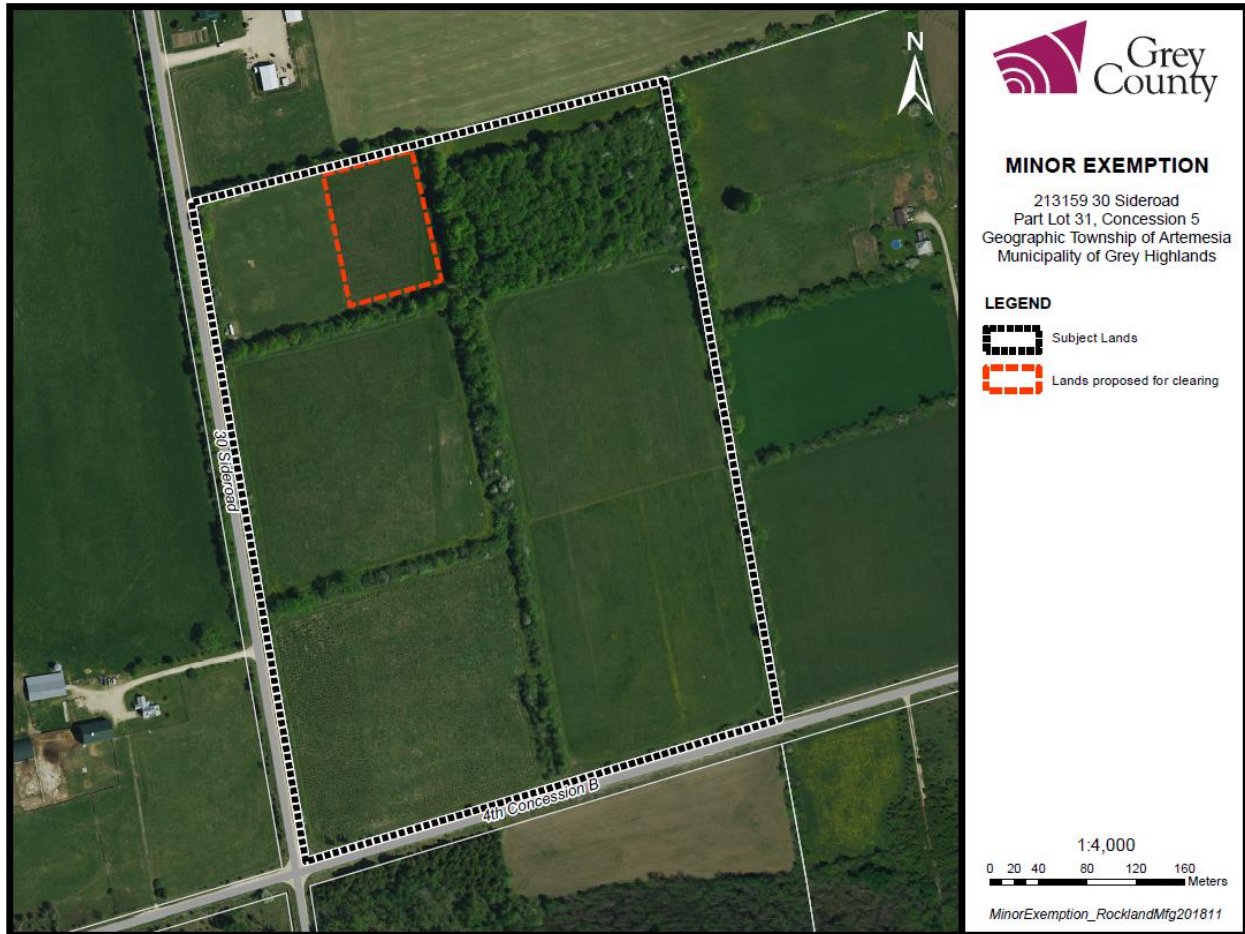 N
30 Sideroad
4th Concession B
Grey
County
MINOR EXEMPTION
213159 30 Sideroad
Part Lot 31, Concession 5
Geographic Township of Artemesia
Municipality of Grey Highlands
LEGEND
Subject Lands
Lands proposed for clearing
1:4,000
0 20 40 80 120 160
Meters
MinorExemption_RocklandMfg201811